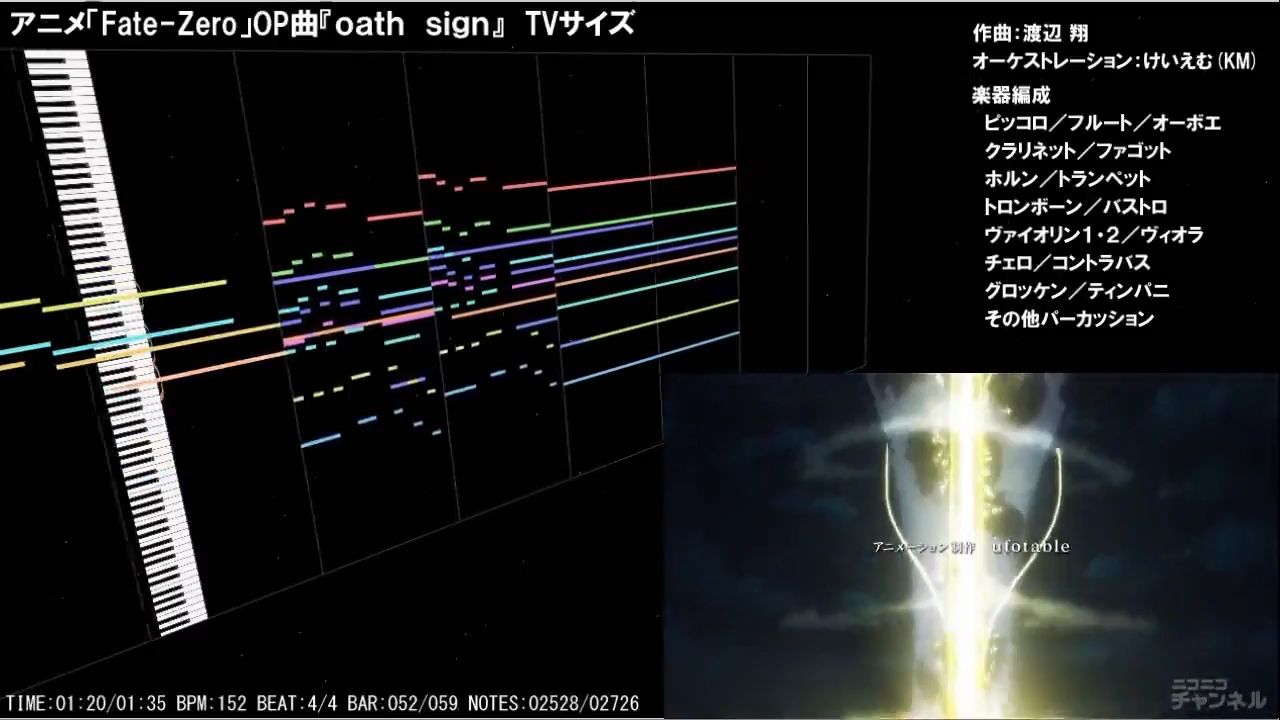 アニメ「Fate-Zero」OP曲『oath sign』 TVサイズ
作曲：渡辺 翔
オーケストレーション：けいえむ(KM)
楽器編成
ピッコロ／フルート／オーボエ
クラリネット／ファゴット
ホルン／トランペット
トロンボーン／バストロ
ヴァイオリン１・２／ヴィオラ
チェロ／コントラバス
グロッケン／ティンパニ
その他パーカッション
アニメーション制作 ufotable
ニコニコ
チャンネル
TIME:01:20/01:35 BPM:152 BEAT:4/4 BAR:052/059 NOTES:02528/02726